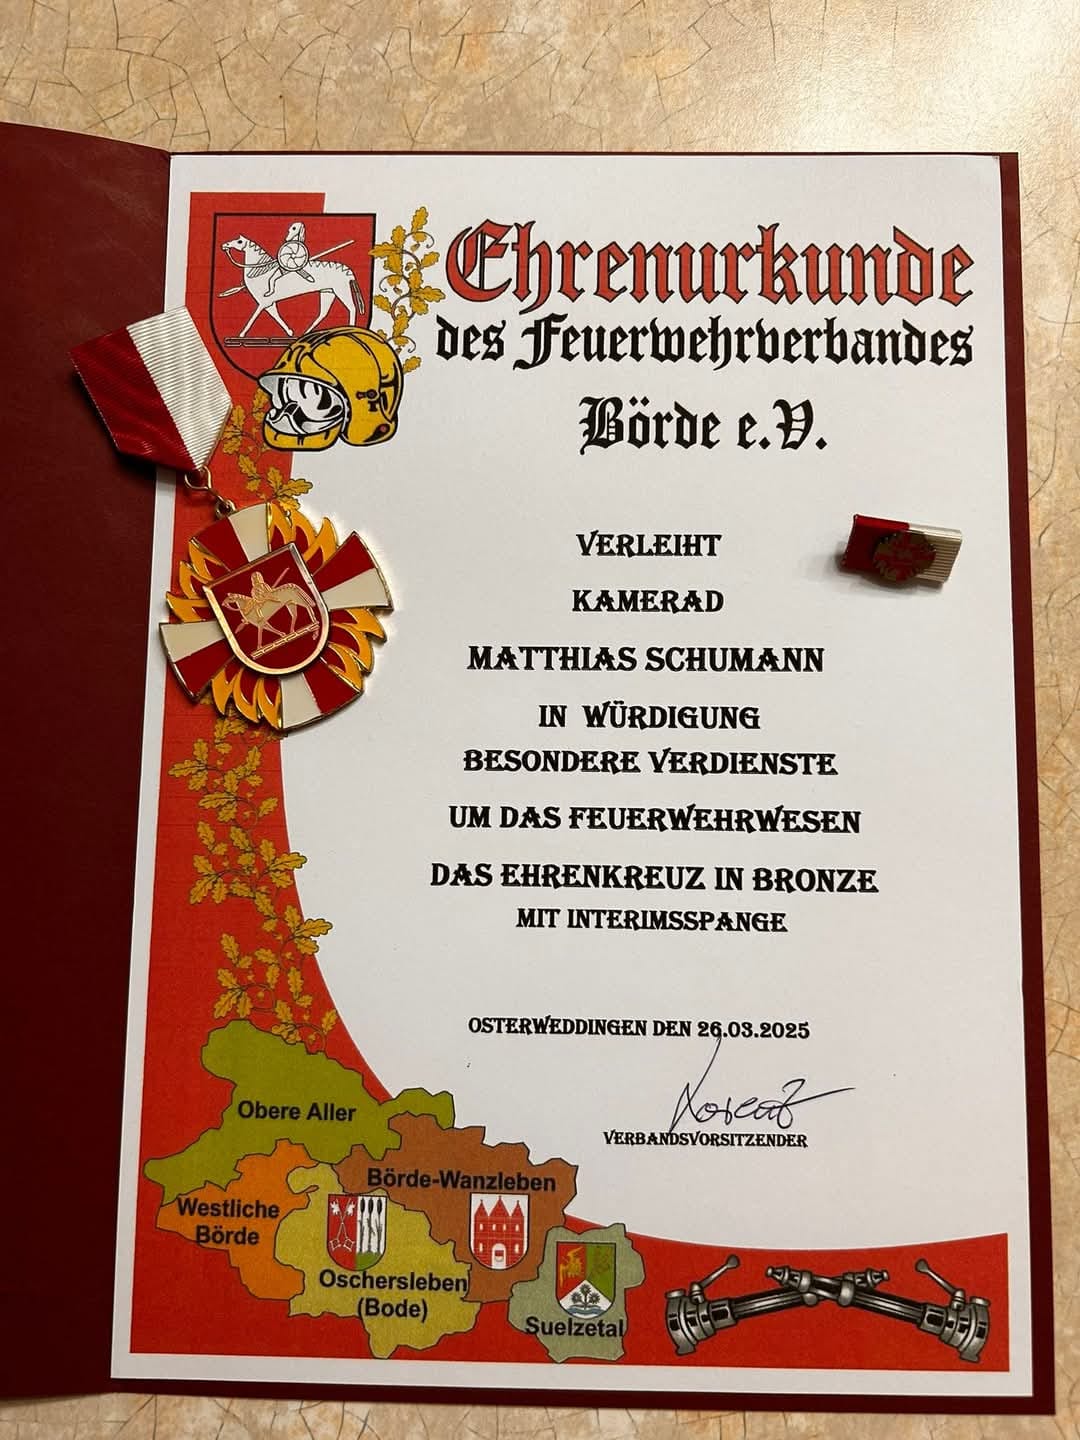 Ehrenurkunde
des Feuerwehrverbandes
Börde e.V.
VERLEIHT
KAMERAD
MATTHIAS SCHUMANN
IN WÜRDIGUNG
BESONDERE VERDIENSTE
UM DAS FEUERWEHRWESEN
DAS EHRENKREUZ IN BRONZE
MIT INTERIMSSPANGE
OSTERWEDDINGEN DEN 26.03.2025
VERBANDSVORSITZENDER
Obere Aller
Börde-Wanzleben
Westliche
Börde
Oschersleben
(Bode)
Suelzetal